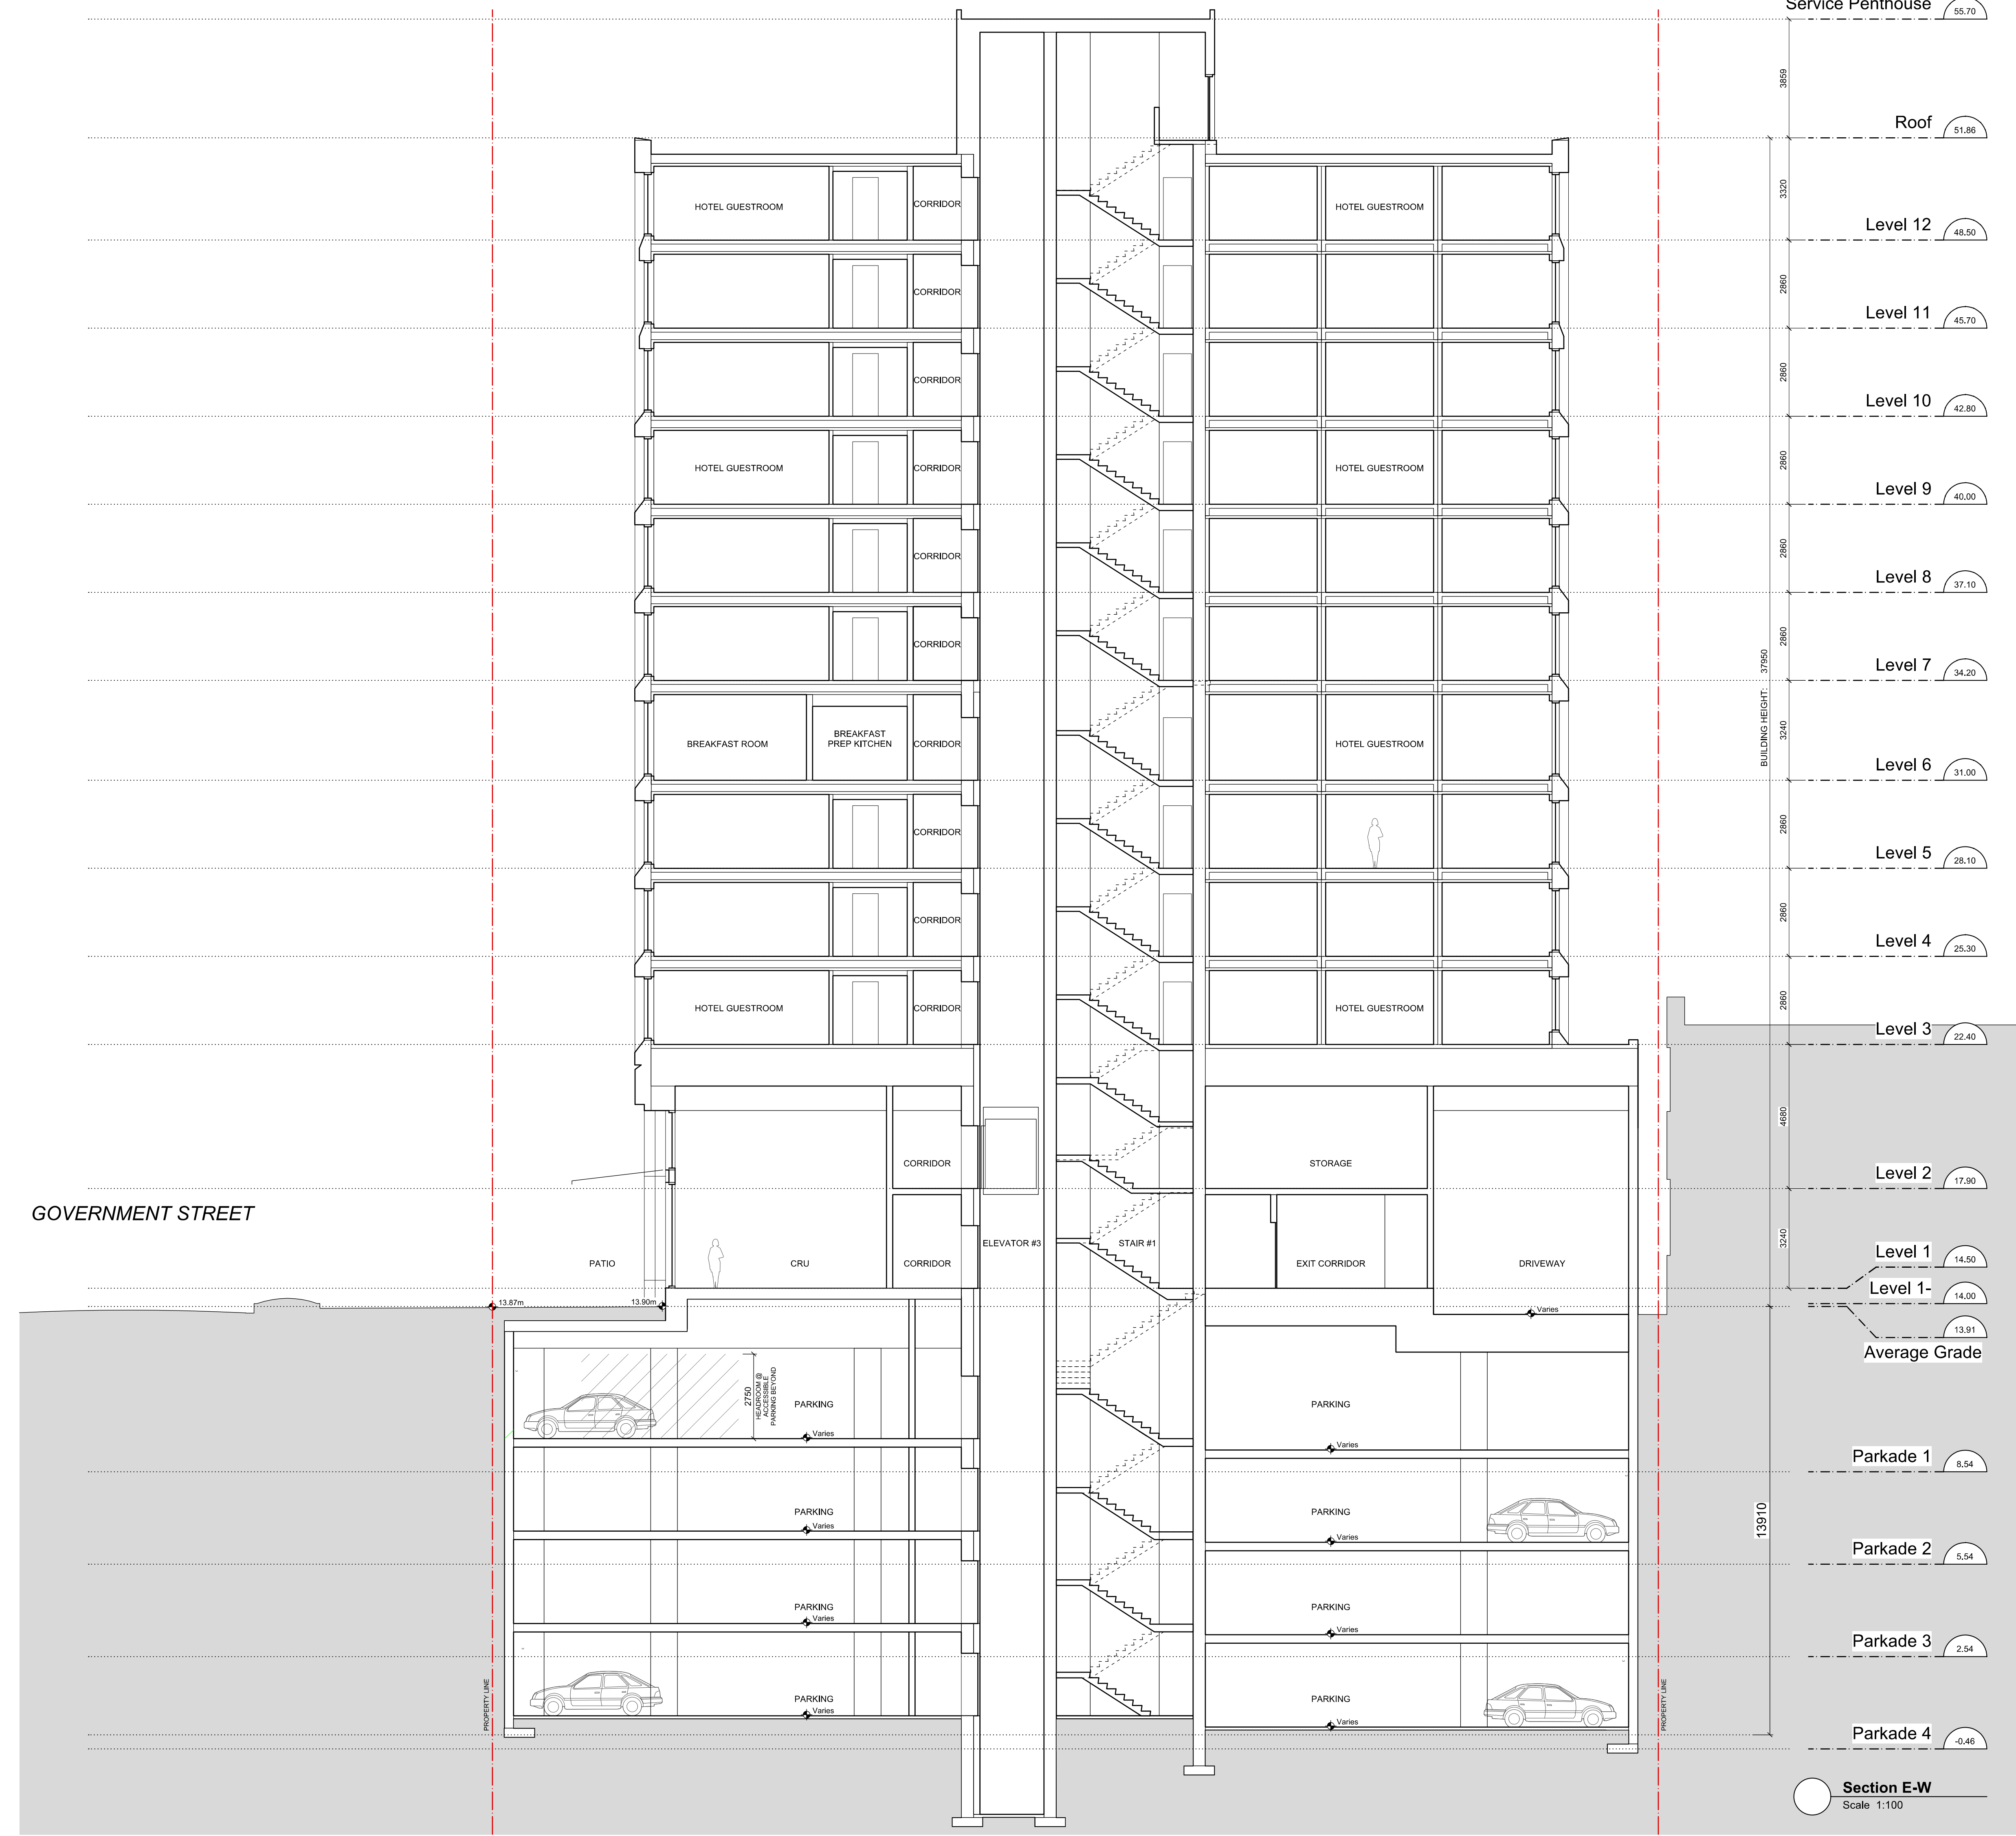 Service Penthouse 55.70
3859
Roof 51.86
3320
HOTEL GUESTROOM CORRIDOR HOTEL GUESTROOM
Level 12 48.50
2860
CORRIDOR
Level 11 45.70
2860
CORRIDOR
Level 10 42.80
2860
HOTEL GUESTROOM CORRIDOR HOTEL GUESTROOM
Level 9 40.00
2860
CORRIDOR
Level 8 37.10
2860
CORRIDOR
Level 7 34.20
BUILDING HEIGHT: 37950
3240
BREAKFAST ROOM
BREAKFAST
PREP KITCHEN
CORRIDOR
HOTEL GUESTROOM
Level 6 31.00
2860
CORRIDOR
Level 5 28.10
2860
CORRIDOR
Level 4 25.30
2860
HOTEL GUESTROOM CORRIDOR HOTEL GUESTROOM
Level 3 22.40
4680
CORRIDOR STORAGE
Level 2 17.90
GOVERNMENT STREET
3240
ELEVATOR #3 STAIR #1
PATIO CRU CORRIDOR EXIT CORRIDOR DRIVEWAY
Level 1 14.50
Level 1- 14.00
13.87m 13.90m Varies
13.91
Average Grade
2750
HEADROOM @
ACCESSIBLE
PARKING BEYOND
PARKING PARKING
Varies Varies
Parkade 1 8.54
13910
PARKING PARKING
Varies Varies
Parkade 2 5.54
PARKING PARKING
Varies Varies
Parkade 3 2.54
PROPERTY LINE PROPERTY LINE
PARKING PARKING
Varies Varies
Parkade 4 -0.46
Section E-W
Scale 1:100